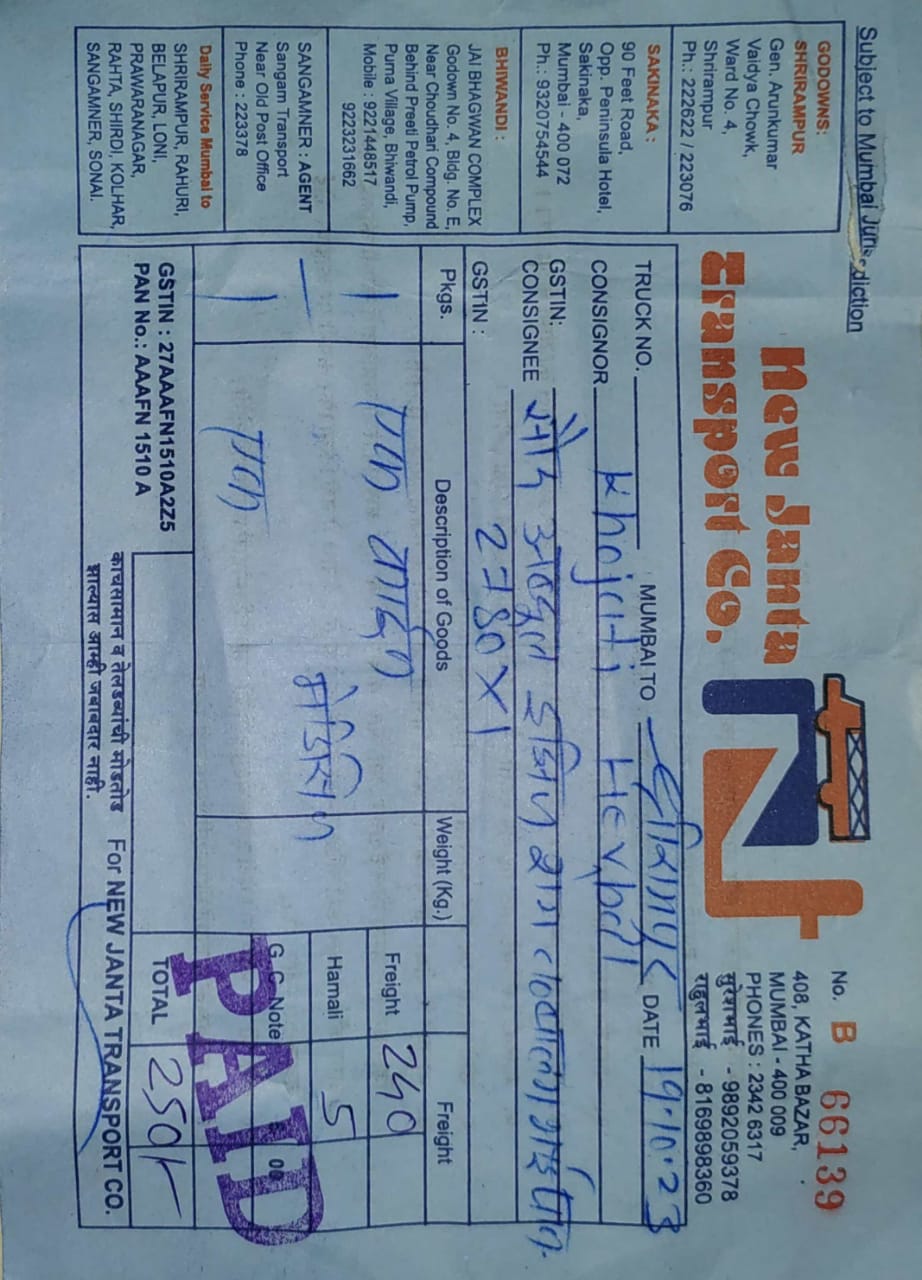 Subject to Mumbai Jurisdiction
New Janta
Transport Co.
No. B 66139
408, KATHA BAZAR,
MUMBAI - 400 009
PHONES : 2342 6317
सुरेशभाई - 9892059378
राहुलभाई - 8169898360
GODOWNS:
SHRIRAMPUR
Gen. Arunkumar
Vaidya Chowk,
Ward No. 4,
Shrirampur
Ph.: 222622 / 223076
SAKINAKA :
90 Feet Road,
Opp. Peninsula Hotel,
Sakinaka,
Mumbai - 400 072
Ph.: 9320754544
BHIWANDI :
JAI BHAGWAN COMPLEX
Godown No. 4, Bldg. No. E,
Near Choudhari Compound
Behind Preeti Petrol Pump,
Purna Village, Bhiwandi,
Mobile : 9221448517
922321662
SANGAMNER : AGENT
Sangam Transport
Near Old Post Office
Phone : 223378
Daily Service Mumbai to
SHRIRAMPUR, RAHURI,
BELAPUR, LONI,
PRAWARANAGAR,
RAHTA, SHIRDI, KOLHAR,
SANGAMNER, SONAI.
TRUCK NO. MUMBAI TO DATE 19.10.23
CONSIGNOR Khojati Herbal
GSTIN:
CONSIGNEE
GSTIN : 2780X1
Pkgs. Description of Goods Weight (Kg.) Freight
1 एक कार्टन Freight 240
मेडिसिन Hamali 5
1 एक G. C. Note 00
TOTAL 250/-
PAID
GSTIN : 27AAAFN1510A2Z5
PAN No.: AAAFN 1510 A
काचसामान व तेलडब्यांची मोडतोड
झाल्यास आम्ही जबाबदार नाही.
For NEW JANTA TRANSPORT CO.